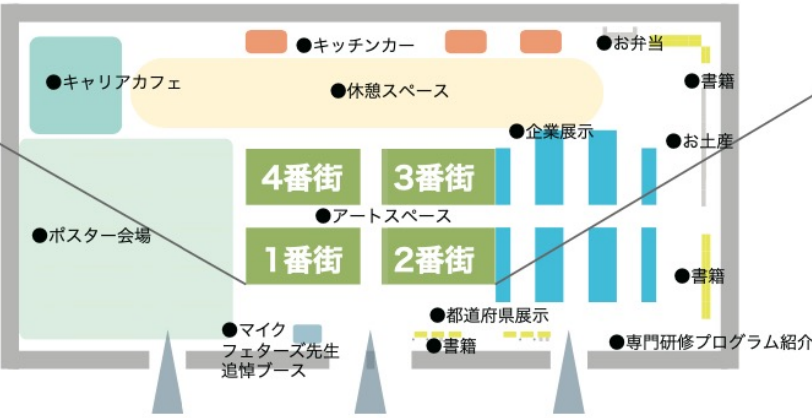 ●キッチンカー
●お弁当
●キャリアカフェ
●休憩スペース
●書籍
●企業展示
●お土産
4番街
3番街
●アートスペース
●ポスター会場
1番街
2番街
●書籍
●都道府県展示
●マイク
フェターズ先生
追悼ブース
●書籍
●専門研修プログラム紹介